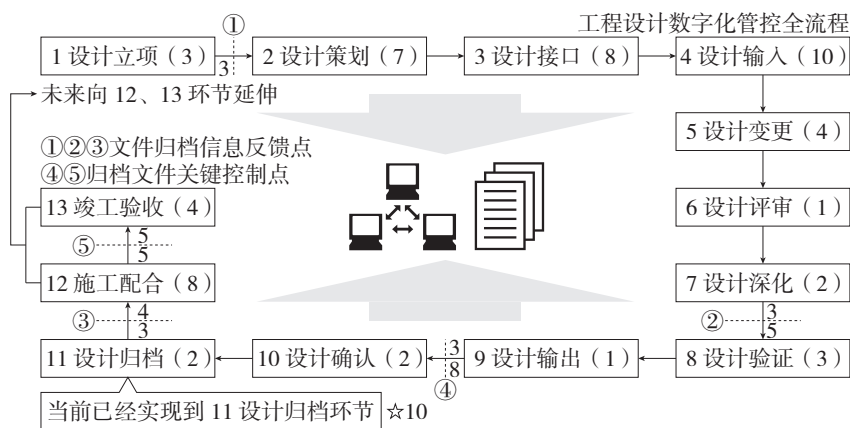 工程设计数字化管控全流程
①
1 设计立项（3）
3
2 设计策划（7）
3 设计接口（8）
4 设计输入（10）
未来向 12、13 环节延伸
5 设计变更（4）
①②③文件归档信息反馈点
④⑤归档文件关键控制点
13 竣工验收（4）
6 设计评审（1）
⑤
5
5
12 施工配合（8）
7 设计深化（2）
③
4
3
②
3
5
11 设计归档（2）
10 设计确认（2）
3
8
④
9 设计输出（1）
8 设计验证（3）
当前已经实现到 11 设计归档环节
☆10